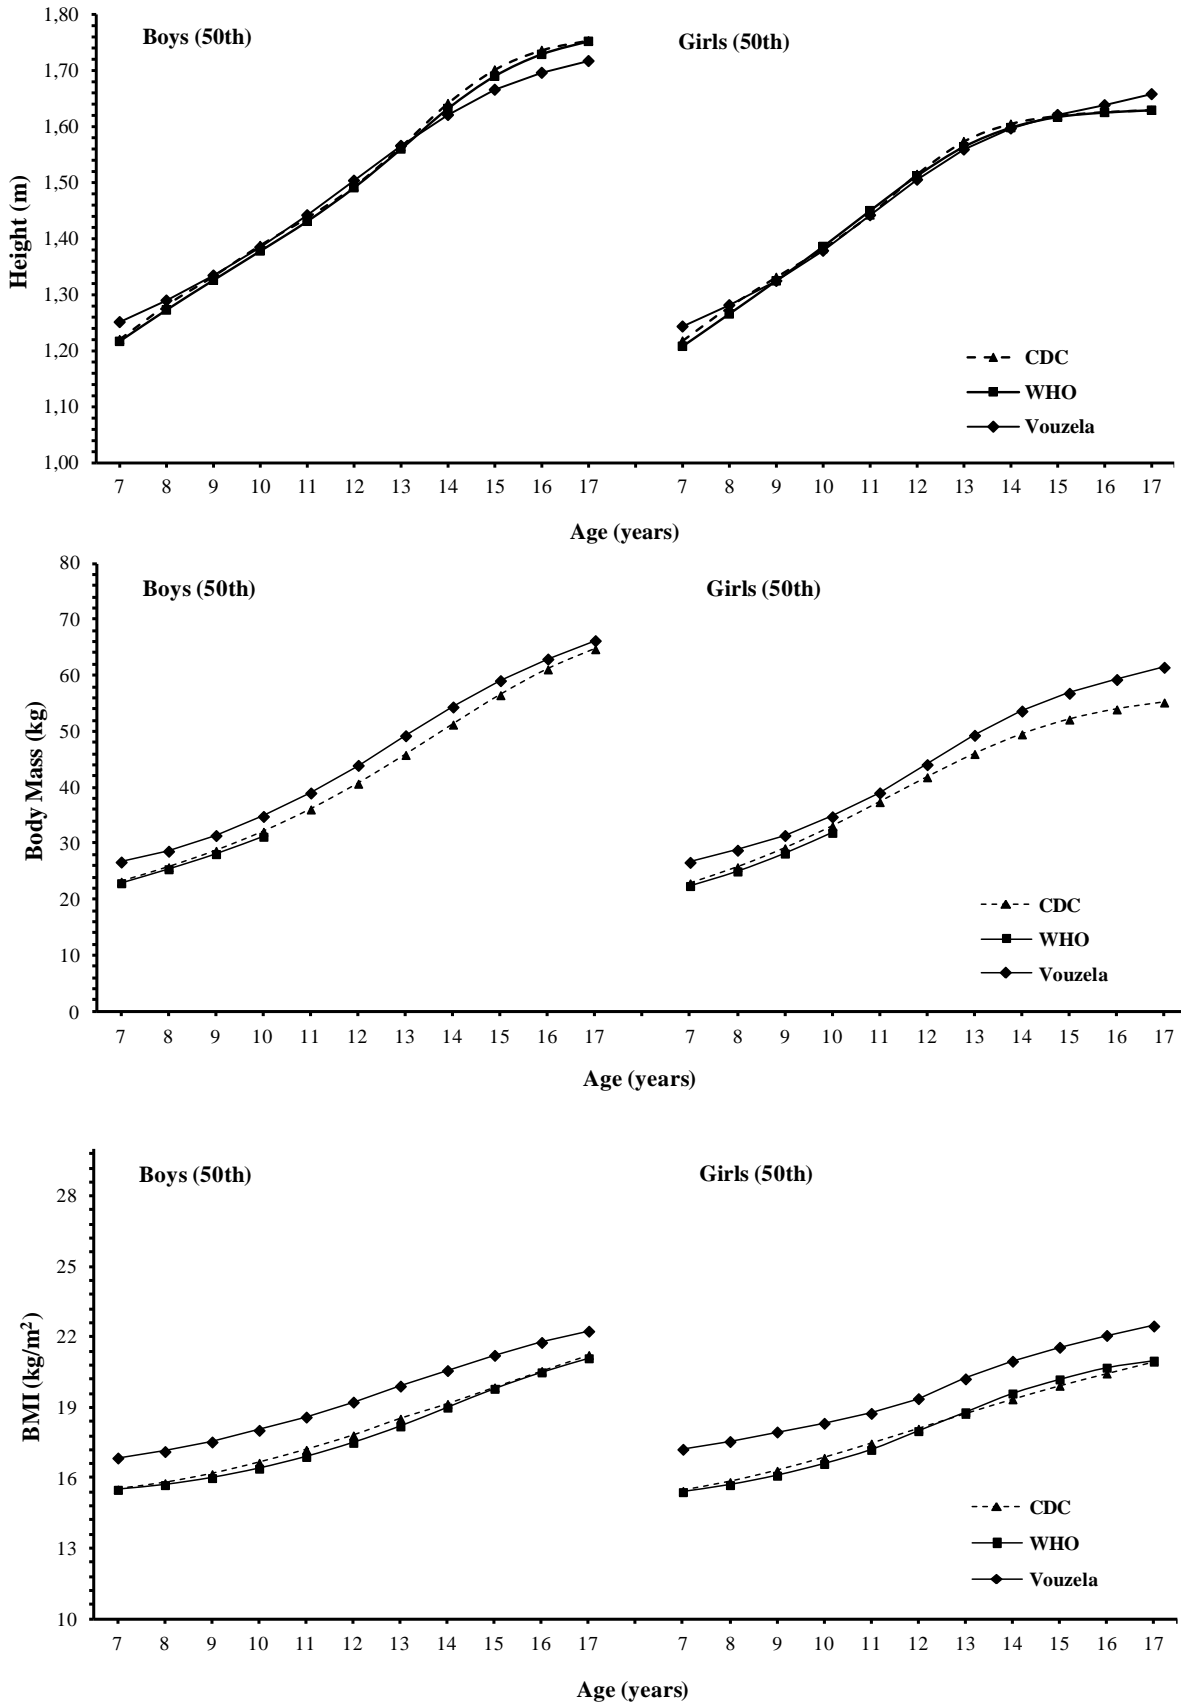 1,80
Boys (50th)
Girls (50th)
1,70
1,60
1,50
1,40
1,30
1,20
1,10
1,00
Height (m)
CDC
WHO
Vouzela
7 8 9 10 11 12 13 14 15 16 17 7 8 9 10 11 12 13 14 15 16 17
Age (years)
80
Boys (50th)
Girls (50th)
70
60
50
40
30
20
10
0
Body Mass (kg)
CDC
WHO
Vouzela
7 8 9 10 11 12 13 14 15 16 17 7 8 9 10 11 12 13 14 15 16 17
Age (years)
Boys (50th)
Girls (50th)
28
25
22
19
16
13
10
BMI (kg/m²)
CDC
WHO
Vouzela
7 8 9 10 11 12 13 14 15 16 17 7 8 9 10 11 12 13 14 15 16 17
Age (years)